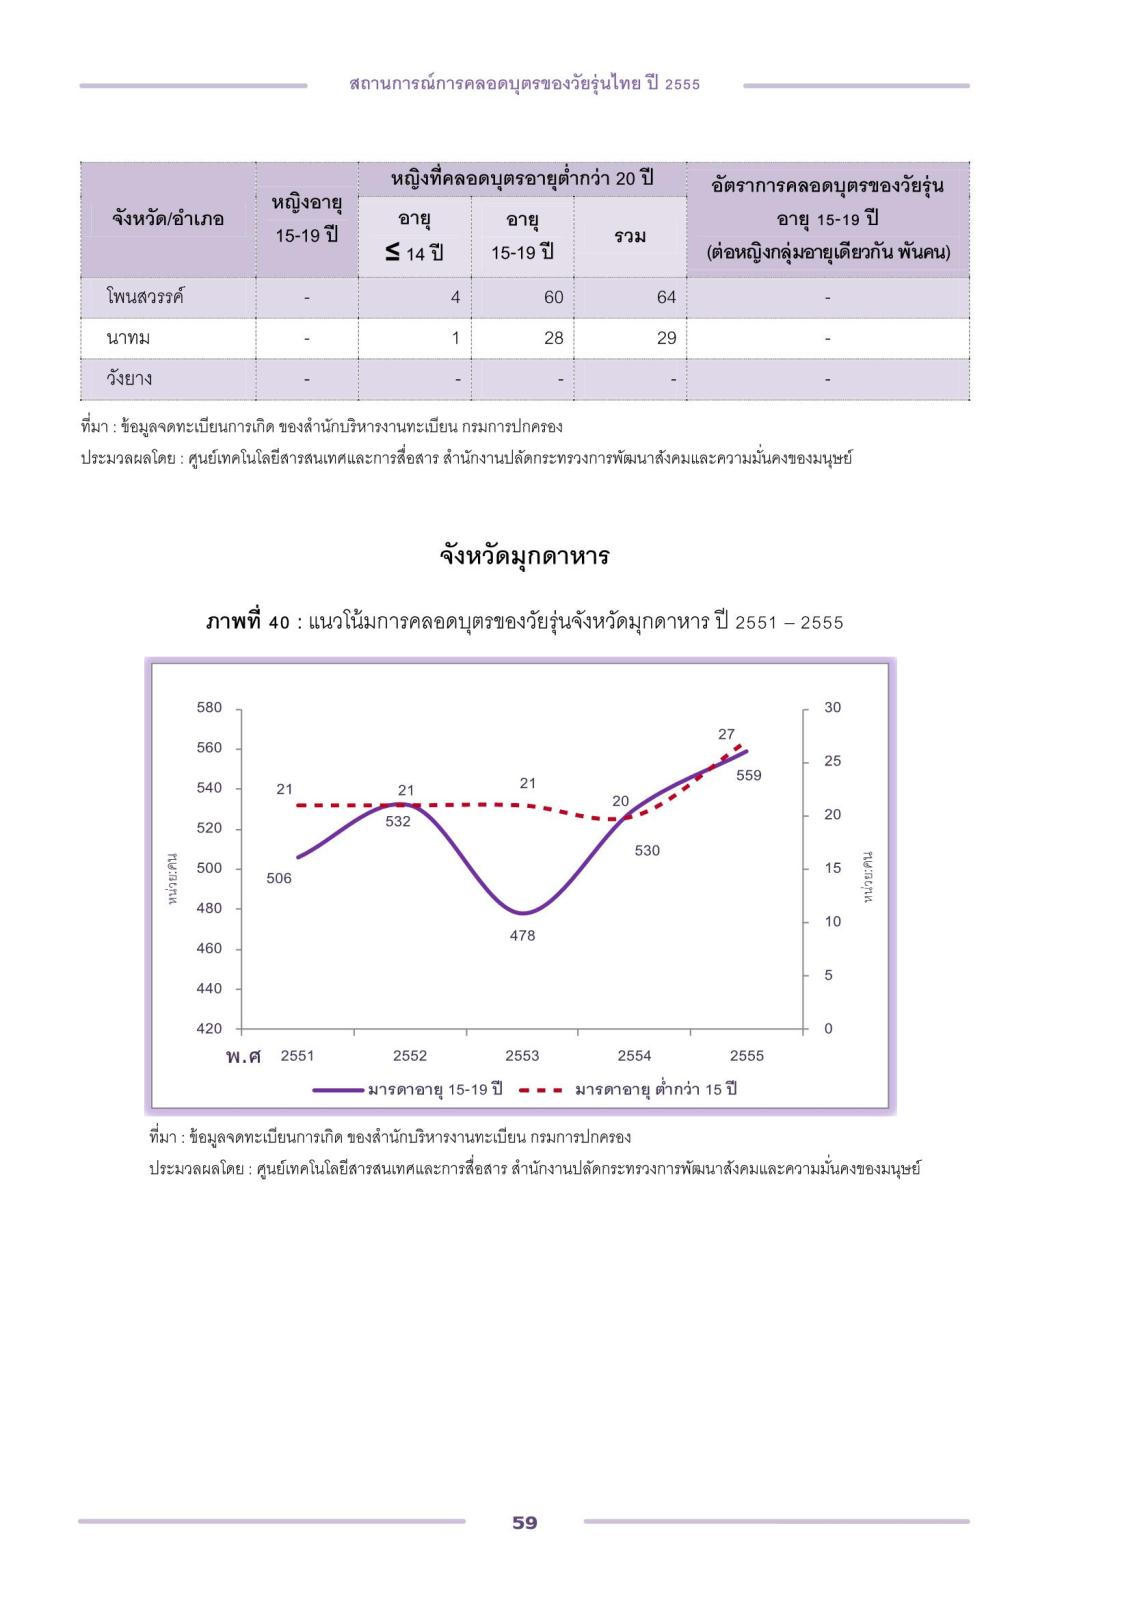 สถานการณ์การคลอดบุตรของวัยรุ่นไทย ปี 2555
จังหวัด/อำเภอ หญิงอายุ 15-19 ปี หญิงที่คลอดบุตรอายุต่ำกว่า 20 ปี อัตราการคลอดบุตรของวัยรุ่น อายุ 15-19 ปี (ต่อหญิงกลุ่มอายุเดียวกัน พันคน)
อายุ ≤ 14 ปี อายุ 15-19 ปี รวม
โพนสวรรค์ - 4 60 64 -
นาทม - 1 28 29 -
วังยาง - - - - -
ที่มา : ข้อมูลจดทะเบียนการเกิด ของสำนักบริหารงานทะเบียน กรมการปกครอง
ประมวลผลโดย : ศูนย์เทคโนโลยีสารสนเทศและการสื่อสาร สำนักงานปลัดกระทรวงการพัฒนาสังคมและความมั่นคงของมนุษย์
จังหวัดมุกดาหาร
ภาพที่ 40 : แนวโน้มการคลอดบุตรของวัยรุ่นจังหวัดมุกดาหาร ปี 2551 – 2555
580 30
27
560 25
559
540 21 21 21
20 20
520 532
530
500 15
506
หน่วย:คน หน่วย:คน
480 10
478
460
440 5
420 0
พ.ศ 2551 2552 2553 2554 2555
มารดาอายุ 15-19 ปี มารดาอายุ ต่ำกว่า 15 ปี
ที่มา : ข้อมูลจดทะเบียนการเกิด ของสำนักบริหารงานทะเบียน กรมการปกครอง
ประมวลผลโดย : ศูนย์เทคโนโลยีสารสนเทศและการสื่อสาร สำนักงานปลัดกระทรวงการพัฒนาสังคมและความมั่นคงของมนุษย์
59